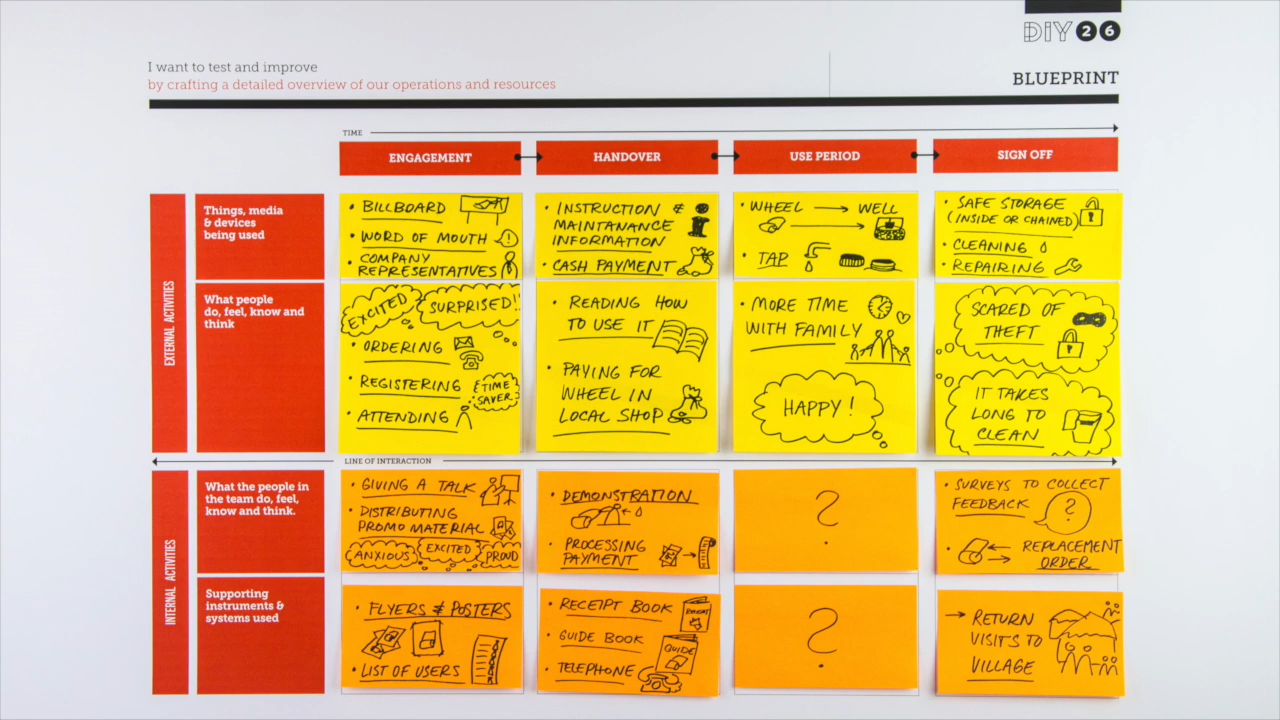 DIY 26
I want to test and improve
by crafting a detailed overview of our operations and resources
BLUEPRINT
TIME
ENGAGEMENT
HANDOVER
USE PERIOD
SIGN OFF
EXTERNAL ACTIVITIES
Things, media
& devices
being used
• BILLBOARD
• WORD OF MOUTH
!
• COMPANY
REPRESENTATIVES
• INSTRUCTION &
MAINTANANCE
INFORMATION
i
• CASH PAYMENT
• WHEEL → WELL
• TAP
• SAFE STORAGE
(INSIDE OR CHAINED)
• CLEANING
• REPAIRING
What people
do, feel, know and
think
EXCITED
SURPRISED!!
• ORDERING
• REGISTERING
TIME
SAVER
• ATTENDING
• READING HOW
TO USE IT
• PAYING FOR
WHEEL IN
LOCAL SHOP
• MORE TIME
WITH FAMILY
HAPPY!
SCARED OF
THEFT
IT TAKES
LONG TO
CLEAN
LINE OF INTERACTION
INTERNAL ACTIVITIES
What the people in
the team do, feel,
know and think.
• GIVING A TALK
• DISTRIBUTING
PROMO MATERIAL
ANXIOUS
EXCITED
PROUD
• DEMONSTRATION
• PROCESSING
PAYMENT
?
• SURVEYS TO COLLECT
FEEDBACK
?
• REPLACEMENT
ORDER
Supporting
instruments &
systems used
• FLYERS & POSTERS
• LIST OF USERS
• RECEIPT BOOK
• GUIDE BOOK
GUIDE
• TELEPHONE
?
→ RETURN
VISITS TO
VILLAGE